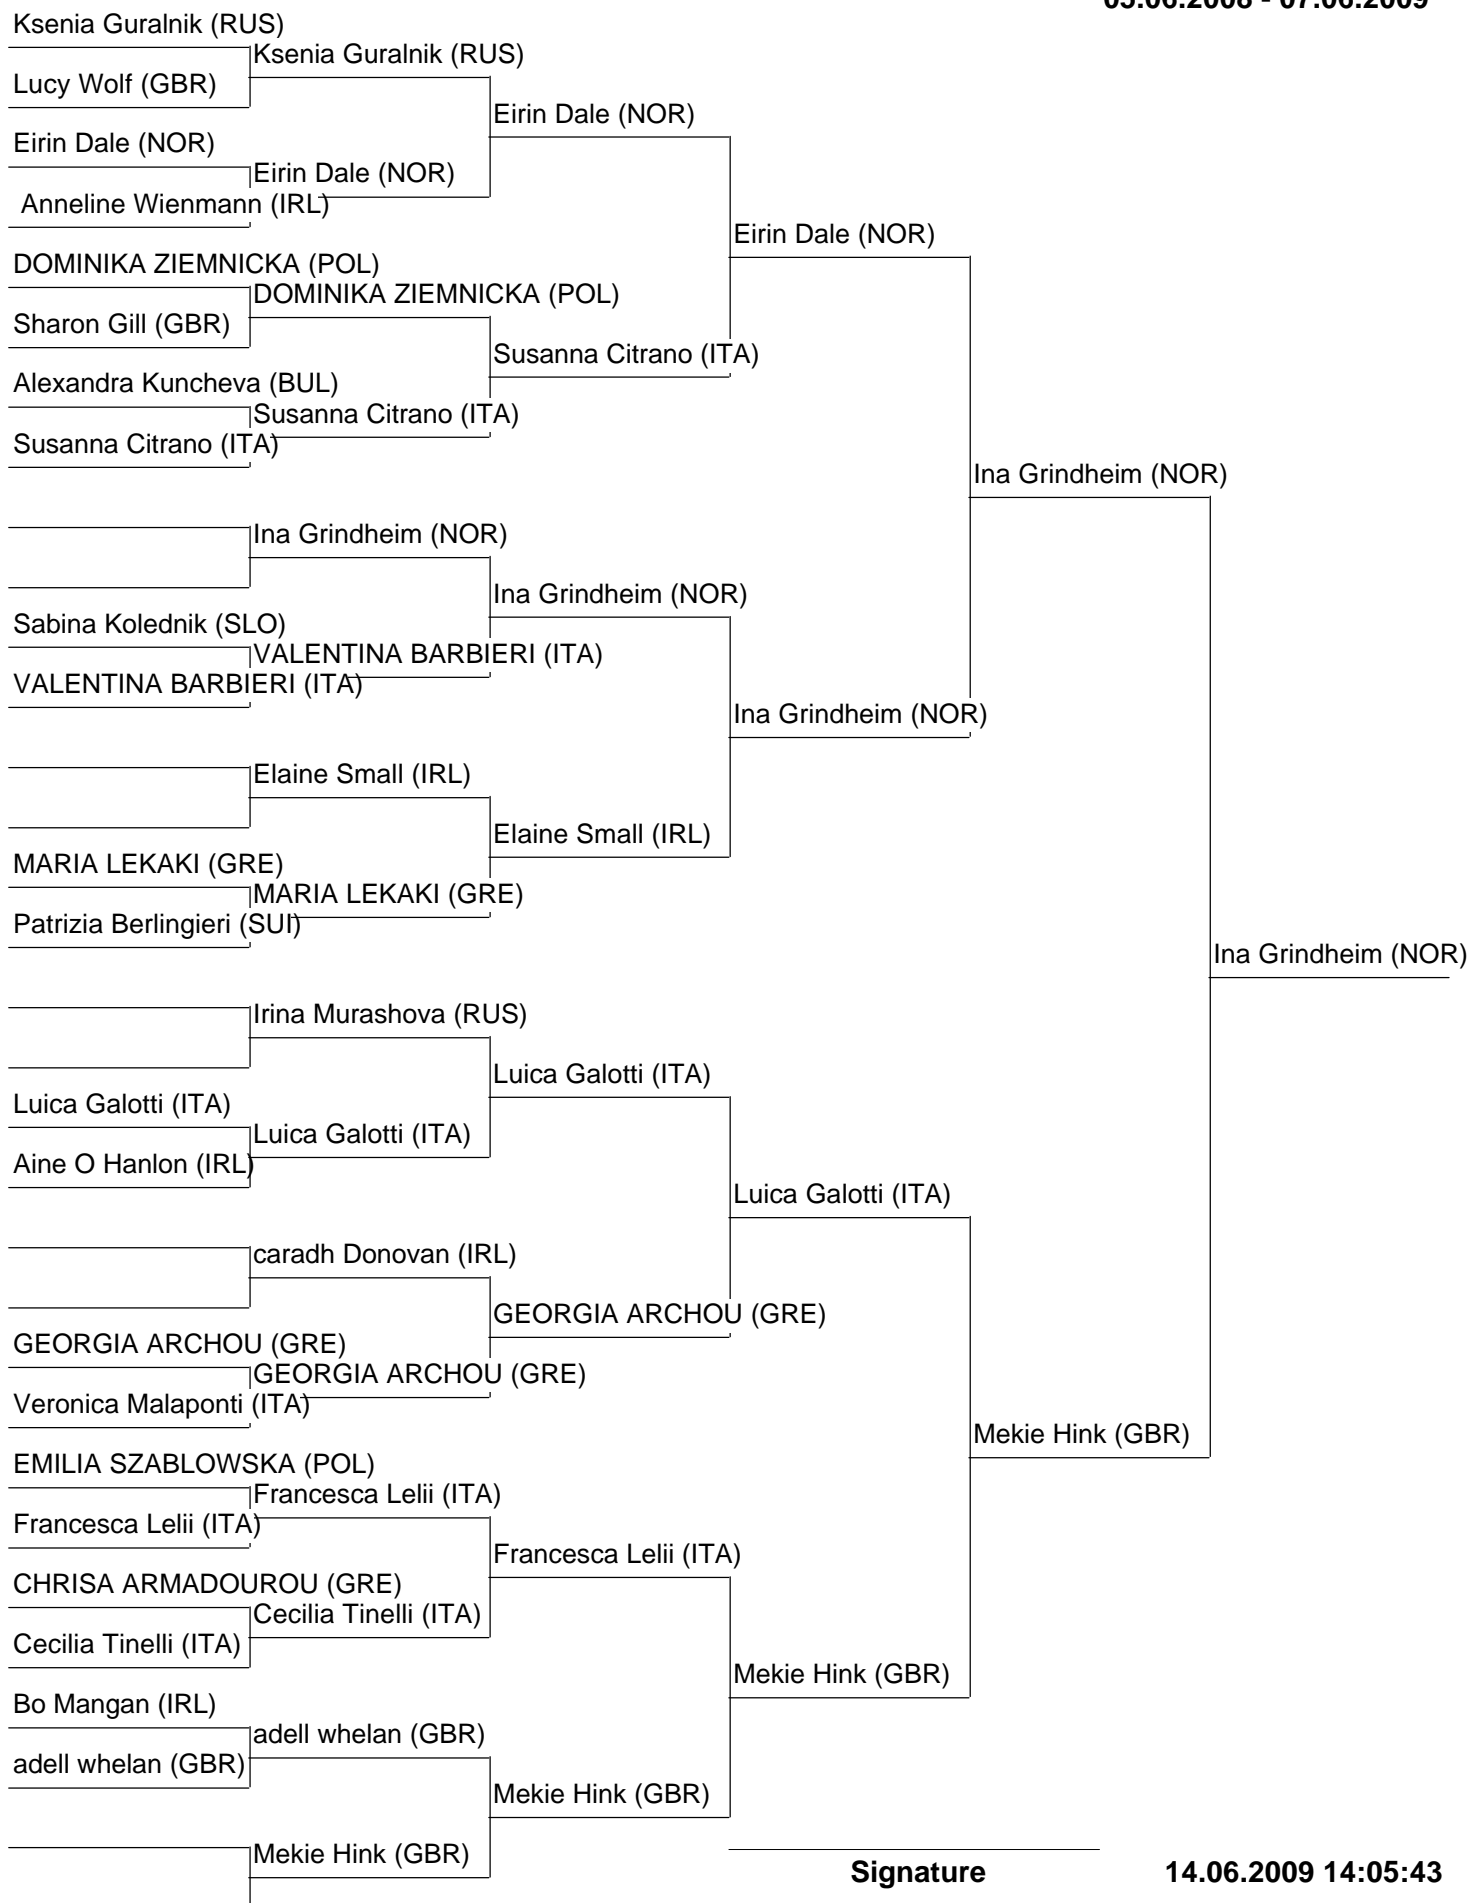 05.06.2008 - 07.06.2009
Ksenia Guralnik (RUS)
Ksenia Guralnik (RUS)
Lucy Wolf (GBR)
Eirin Dale (NOR)
Eirin Dale (NOR)
Eirin Dale (NOR)
Anneline Wienmann (IRL)
Eirin Dale (NOR)
DOMINIKA ZIEMNICKA (POL)
DOMINIKA ZIEMNICKA (POL)
Sharon Gill (GBR)
Susanna Citrano (ITA)
Alexandra Kuncheva (BUL)
Susanna Citrano (ITA)
Susanna Citrano (ITA)
Ina Grindheim (NOR)
Ina Grindheim (NOR)
Ina Grindheim (NOR)
Sabina Kolednik (SLO)
VALENTINA BARBIERI (ITA)
VALENTINA BARBIERI (ITA)
Ina Grindheim (NOR)
Elaine Small (IRL)
Elaine Small (IRL)
MARIA LEKAKI (GRE)
MARIA LEKAKI (GRE)
Patrizia Berlingieri (SUI)
Ina Grindheim (NOR)
Irina Murashova (RUS)
Luica Galotti (ITA)
Luica Galotti (ITA)
Luica Galotti (ITA)
Aine O Hanlon (IRL)
Luica Galotti (ITA)
caradh Donovan (IRL)
GEORGIA ARCHOU (GRE)
GEORGIA ARCHOU (GRE)
GEORGIA ARCHOU (GRE)
Veronica Malaponti (ITA)
Mekie Hink (GBR)
EMILIA SZABLOWSKA (POL)
Francesca Lelii (ITA)
Francesca Lelii (ITA)
Francesca Lelii (ITA)
CHRISA ARMADOUROU (GRE)
Cecilia Tinelli (ITA)
Cecilia Tinelli (ITA)
Mekie Hink (GBR)
Bo Mangan (IRL)
adell whelan (GBR)
adell whelan (GBR)
Mekie Hink (GBR)
Mekie Hink (GBR)
Signature
14.06.2009 14:05:43